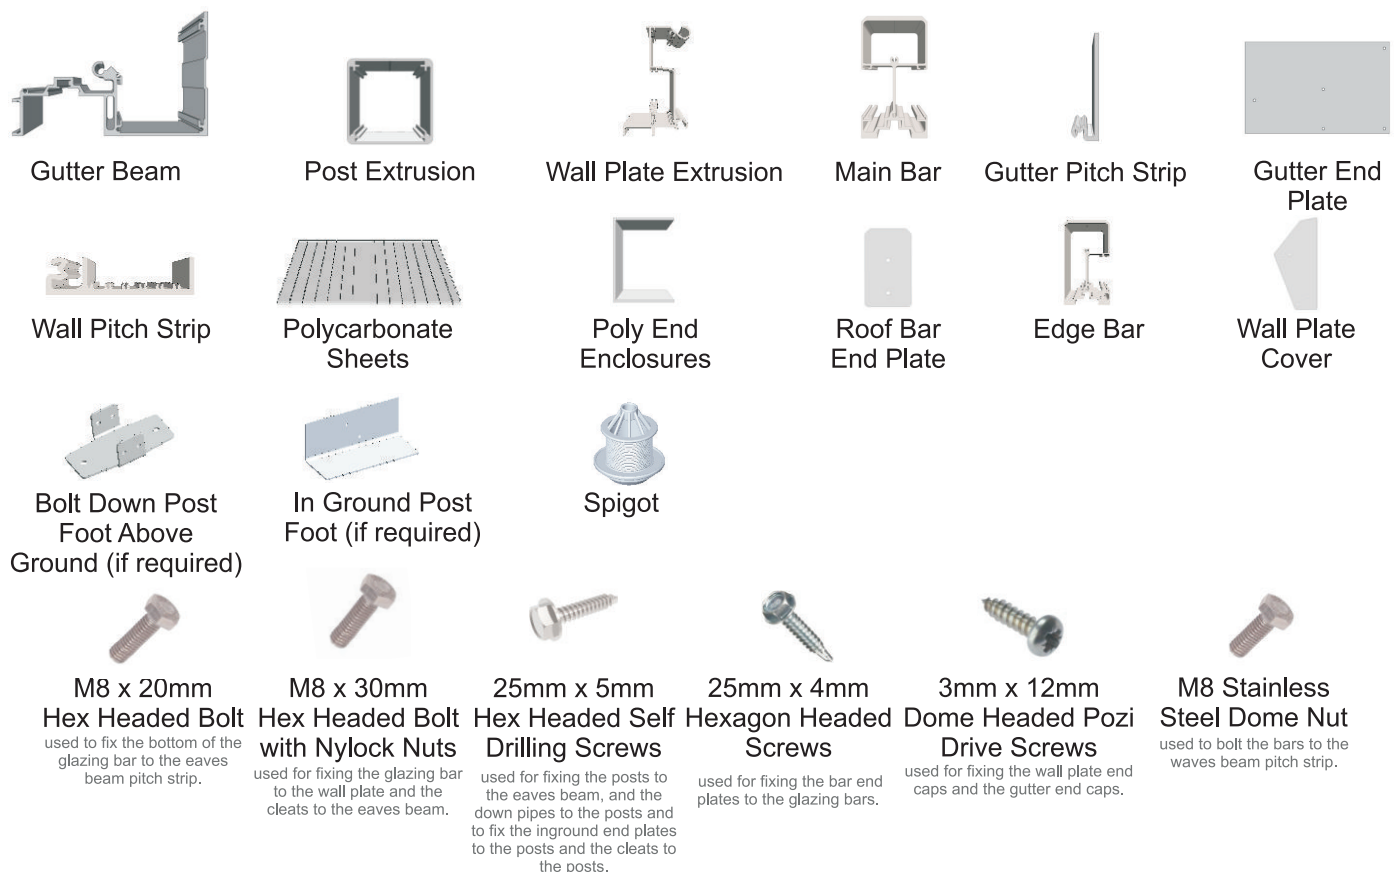 Gutter Beam
Post Extrusion
Wall Plate Extrusion
Main Bar
Gutter Pitch Strip
Gutter End
Plate
Wall Pitch Strip
Polycarbonate
Sheets
Poly End
Enclosures
Roof Bar
End Plate
Edge Bar
Wall Plate
Cover
Bolt Down Post
Foot Above
Ground (if required)
In Ground Post
Foot (if required)
Spigot
M8 x 20mm
Hex Headed Bolt
used to fix the bottom of the
glazing bar to the eaves
beam pitch strip.
M8 x 30mm
Hex Headed Bolt
with Nylock Nuts
used for fixing the glazing bar
to the wall plate and the
cleats to the eaves beam.
25mm x 5mm
Hex Headed Self
Drilling Screws
used for fixing the posts to
the eaves beam, and the
down pipes to the posts and
to fix the inground end plates
to the posts and the cleats to
the posts.
25mm x 4mm
Hexagon Headed
Screws
used for fixing the bar end
plates to the glazing bars.
3mm x 12mm
Dome Headed Pozi
Drive Screws
used for fixing the wall plate end
caps and the gutter end caps.
M8 Stainless
Steel Dome Nut
used to bolt the bars to the
waves beam pitch strip.